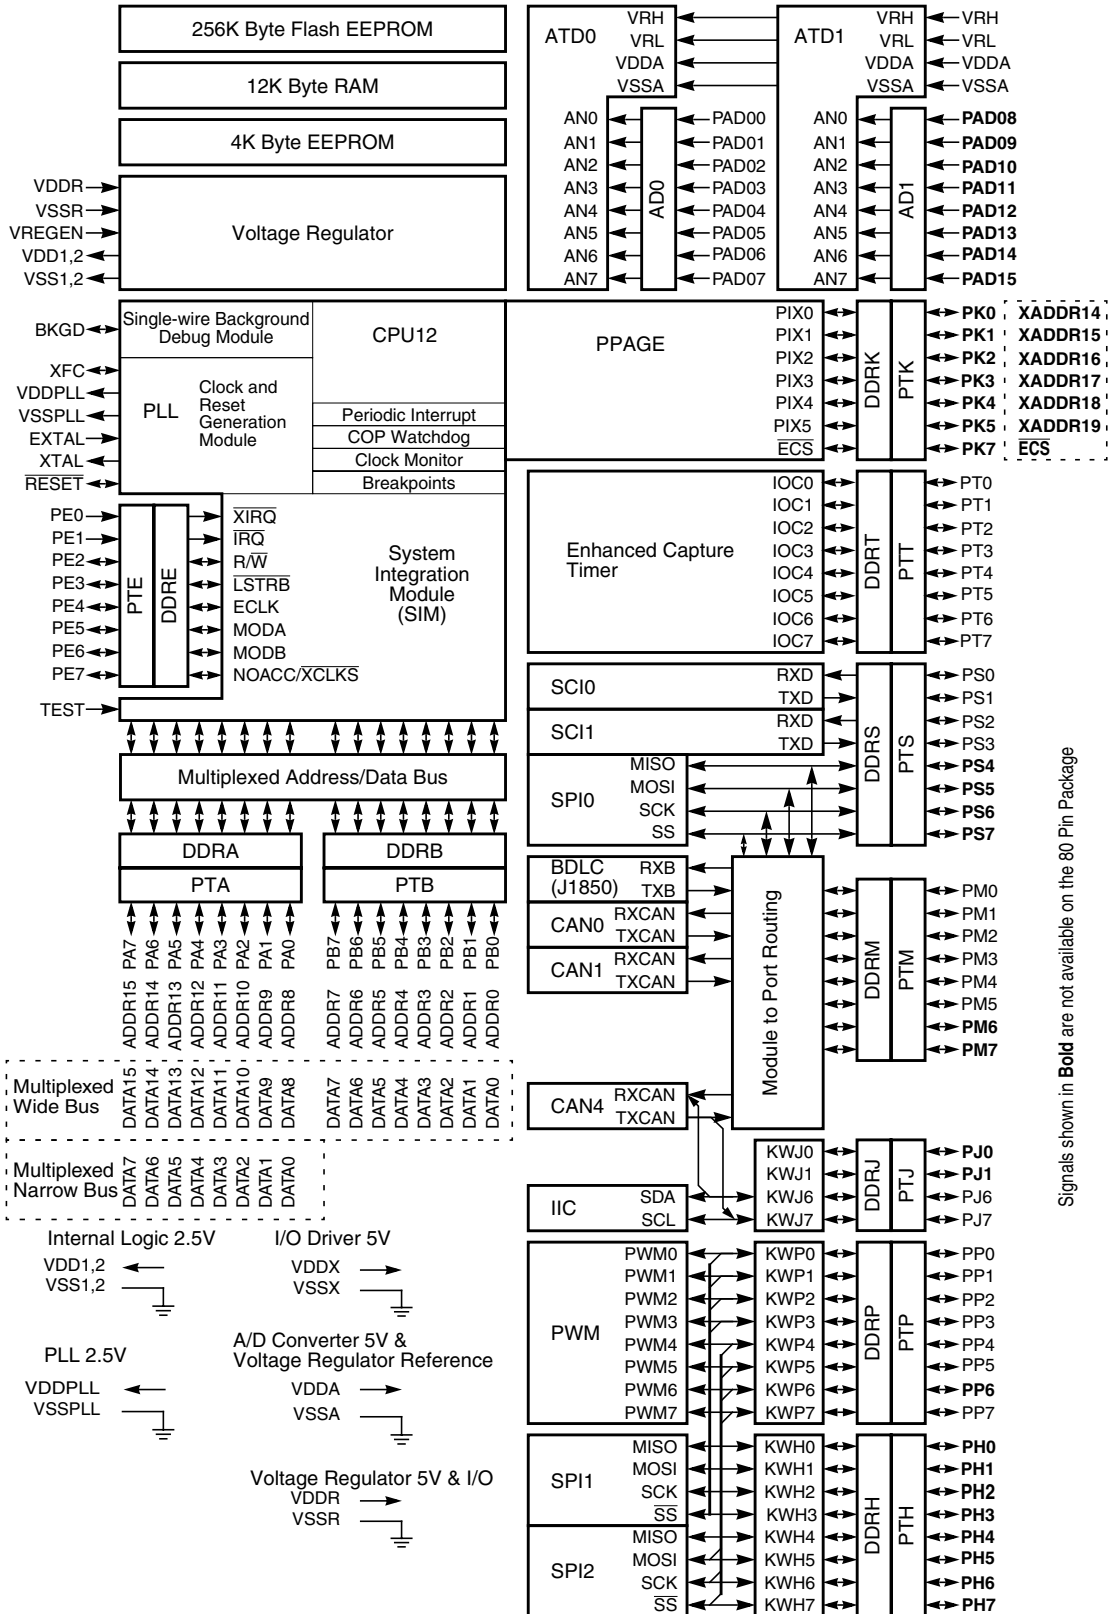 256K Byte Flash EEPROM
12K Byte RAM
4K Byte EEPROM
VDDR
VSSR
VREGEN
VDD1,2
VSS1,2
Voltage Regulator
ATD0
VRH
VRL
VDDA
VSSA
AN0
AN1
AN2
AN3
AN4
AN5
AN6
AN7
AD0
PAD00
PAD01
PAD02
PAD03
PAD04
PAD05
PAD06
PAD07
ATD1
VRH
VRL
VDDA
VSSA
VRH
VRL
VDDA
VSSA
AN0
AN1
AN2
AN3
AN4
AN5
AN6
AN7
AD1
PAD08
PAD09
PAD10
PAD11
PAD12
PAD13
PAD14
PAD15
BKGD
XFC
VDDPLL
VSSPLL
EXTAL
XTAL
RESET
Single-wire Background
Debug Module
CPU12
PLL
Clock and
Reset
Generation
Module
Periodic Interrupt
COP Watchdog
Clock Monitor
Breakpoints
PPAGE
PIX0
PIX1
PIX2
PIX3
PIX4
PIX5
ECS
DDRK
PTK
PK0 XADDR14
PK1 XADDR15
PK2 XADDR16
PK3 XADDR17
PK4 XADDR18
PK5 XADDR19
PK7 ECS
PE0
PE1
PE2
PE3
PE4
PE5
PE6
PE7
TEST
PTE
DDRE
XIRQ
IRQ
R/W
LSTRB
ECLK
MODA
MODB
NOACC/XCLKS
System
Integration
Module
(SIM)
Enhanced Capture
Timer
IOC0
IOC1
IOC2
IOC3
IOC4
IOC5
IOC6
IOC7
DDRT
PTT
PT0
PT1
PT2
PT3
PT4
PT5
PT6
PT7
SCI0
RXD
TXD
SCI1
RXD
TXD
SPI0
MISO
MOSI
SCK
SS
DDRS
PTS
PS0
PS1
PS2
PS3
PS4
PS5
PS6
PS7
Multiplexed Address/Data Bus
DDRA
PTA
DDRB
PTB
PA7
PA6
PA5
PA4
PA3
PA2
PA1
PA0
PB7
PB6
PB5
PB4
PB3
PB2
PB1
PB0
ADDR15
ADDR14
ADDR13
ADDR12
ADDR11
ADDR10
ADDR9
ADDR8
ADDR7
ADDR6
ADDR5
ADDR4
ADDR3
ADDR2
ADDR1
ADDR0
Multiplexed
Wide Bus
DATA15
DATA14
DATA13
DATA12
DATA11
DATA10
DATA9
DATA8
DATA7
DATA6
DATA5
DATA4
DATA3
DATA2
DATA1
DATA0
Multiplexed
Narrow Bus
DATA7
DATA6
DATA5
DATA4
DATA3
DATA2
DATA1
DATA0
BDLC
(J1850)
RXB
TXB
CAN0
RXCAN
TXCAN
CAN1
RXCAN
TXCAN
CAN4
RXCAN
TXCAN
Module to Port Routing
DDRM
PTM
PM0
PM1
PM2
PM3
PM4
PM5
PM6
PM7
IIC
SDA
SCL
KWJ0
KWJ1
KWJ6
KWJ7
DDRJ
PTJ
PJ0
PJ1
PJ6
PJ7
PWM
PWM0
PWM1
PWM2
PWM3
PWM4
PWM5
PWM6
PWM7
KWP0
KWP1
KWP2
KWP3
KWP4
KWP5
KWP6
KWP7
DDRP
PTP
PP0
PP1
PP2
PP3
PP4
PP5
PP6
PP7
SPI1
MISO
MOSI
SCK
SS
SPI2
MISO
MOSI
SCK
SS
KWH0
KWH1
KWH2
KWH3
KWH4
KWH5
KWH6
KWH7
DDRH
PTH
PH0
PH1
PH2
PH3
PH4
PH5
PH6
PH7
Internal Logic 2.5V
VDD1,2
VSS1,2
I/O Driver 5V
VDDX
VSSX
PLL 2.5V
VDDPLL
VSSPLL
A/D Converter 5V &
Voltage Regulator Reference
VDDA
VSSA
Voltage Regulator 5V & I/O
VDDR
VSSR
Signals shown in Bold are not available on the 80 Pin Package